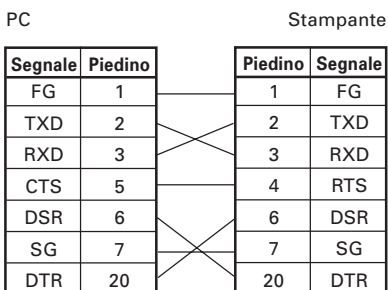 PC Stampante
Segnale Piedino Piedino Segnale
FG 1 1 FG
TXD 2 2 TXD
RXD 3 3 RXD
CTS 5 4 RTS
DSR 6 6 DSR
SG 7 7 SG
DTR 20 20 DTR